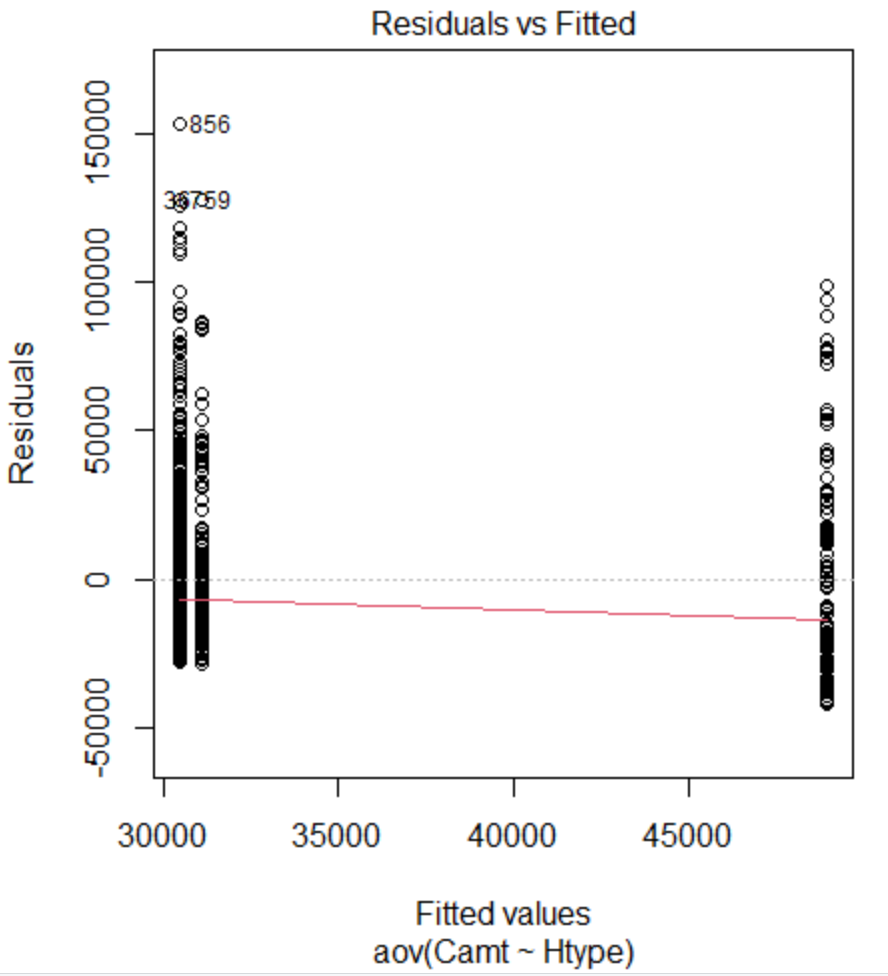 Residuals vs Fitted
150000
100000
50000
0
-50000
Residuals
856
759
30000 35000 40000 45000
Fitted values
aov(Camt ~ Htype)